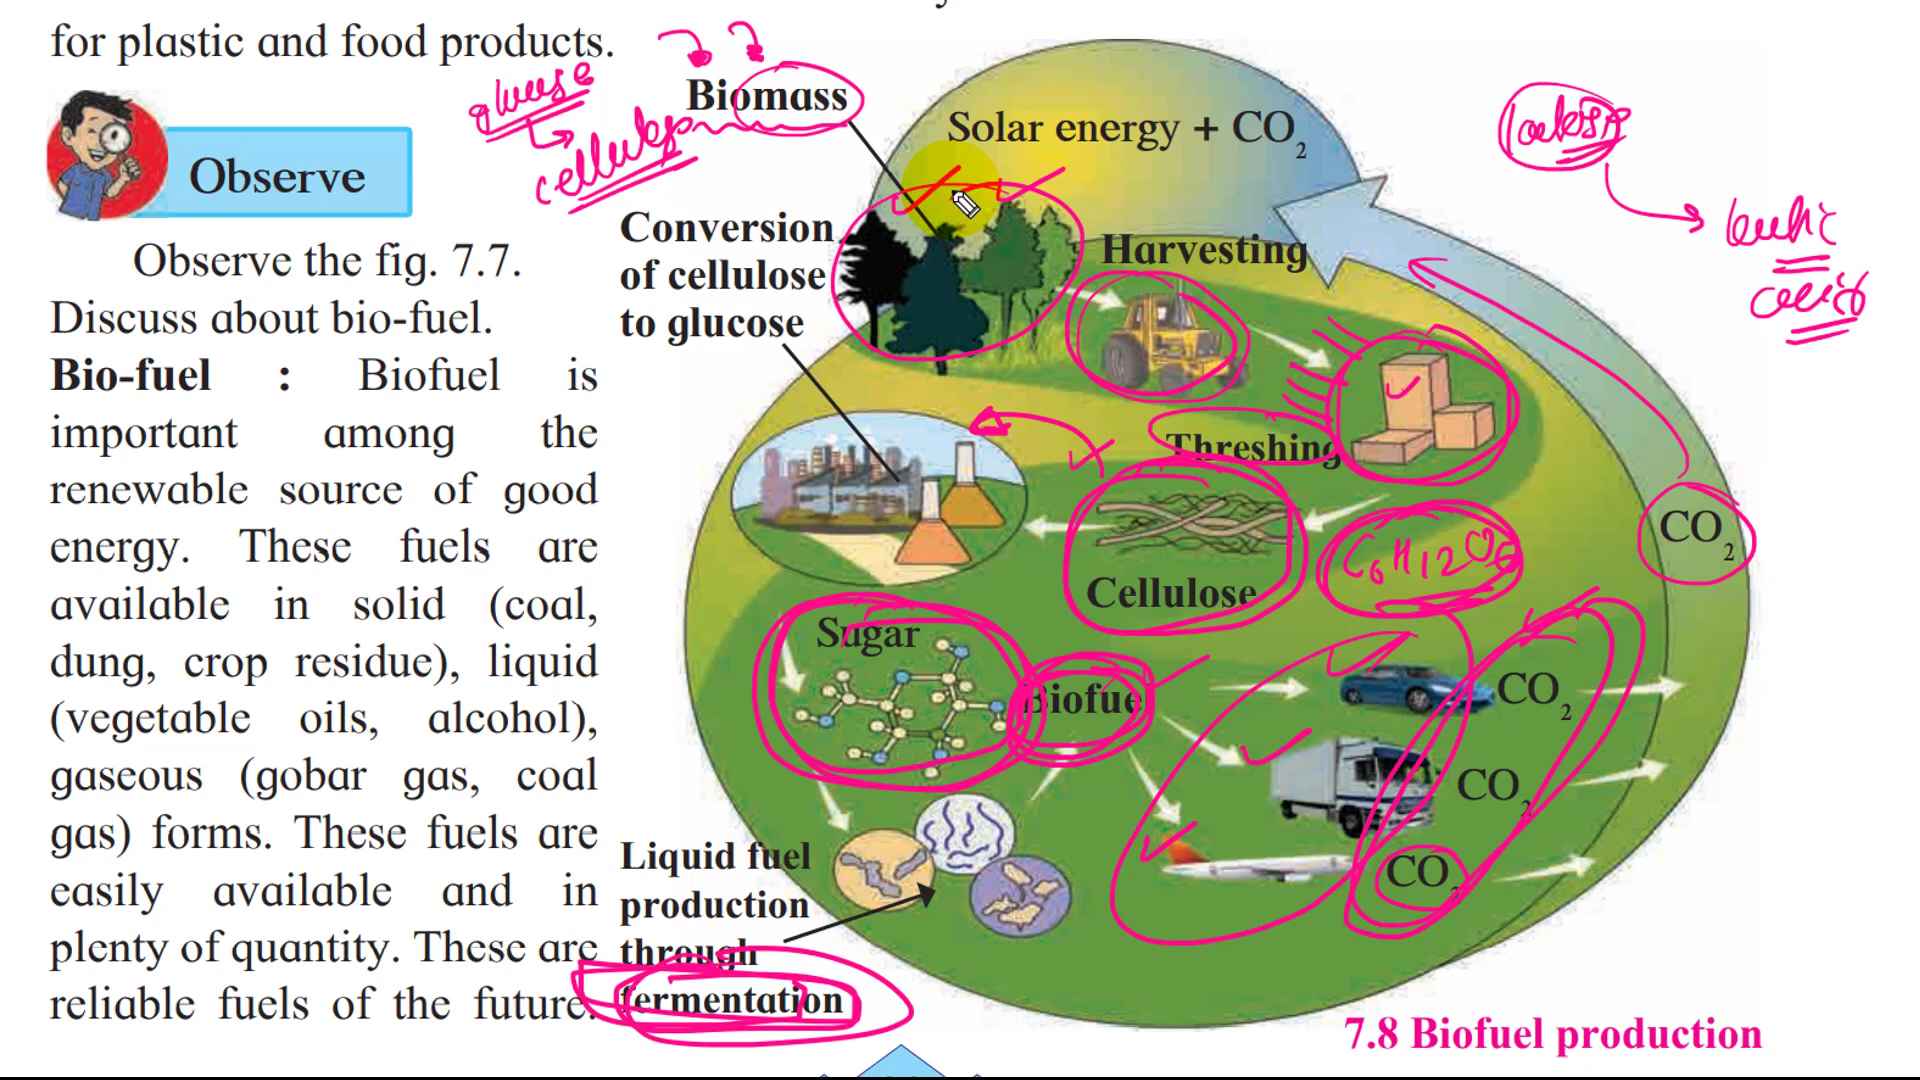 for plastic and food products.
Observe
Observe the fig. 7.7.
Discuss about bio-fuel.
Bio-fuel : Biofuel is
important among the
renewable source of good
energy. These fuels are
available in solid (coal,
dung, crop residue), liquid
(vegetable oils, alcohol),
gaseous (gobar gas, coal
gas) forms. These fuels are
easily available and in
plenty of quantity. These are
reliable fuels of the future.
glucose
cellulose
Biomass
Solar energy + CO₂
Conversion
of cellulose
to glucose
Harvesting
Threshing
Cellulose
C6H12O6
CO₂
Sugar
Biofuel
CO₂
CO₂
CO₂
Liquid fuel
production
through
fermentation
7.8 Biofuel production